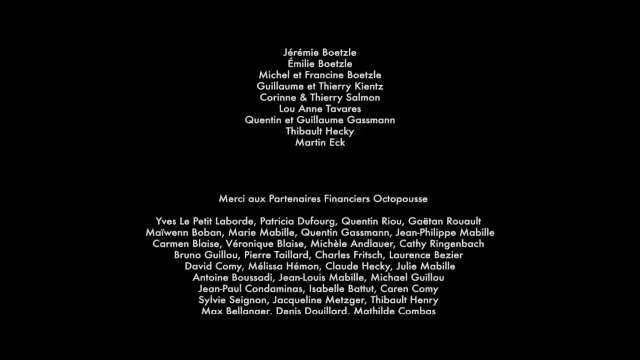 Jérémie Boetzle
Émilie Boetzle
Michel et Francine Boetzle
Guillaume et Thierry Kientz
Corinne & Thierry Salmon
Lou Anne Tavares
Quentin et Guillaume Gassmann
Thibault Hecky
Martin Eck
Merci aux Partenaires Financiers Octopousse
Yves Le Petit Laborde, Patricia Dufourg, Quentin Riou, Gaëtan Rouault
Maïwenn Boban, Marie Mabille, Quentin Gassmann, Jean-Philippe Mabille
Carmen Blaise, Véronique Blaise, Michèle Andlauer, Cathy Ringenbach
Bruno Guillou, Pierre Taillard, Charles Fritsch, Laurence Bezier
David Comy, Mélissa Hémon, Claude Hecky, Julie Mabille
Antoine Boussadi, Jean-Louis Mabille, Michael Guillou
Jean-Paul Condaminas, Isabelle Battut, Caren Comy
Sylvie Seignon, Jacqueline Metzger, Thibault Henry
Max Bellanger, Denis Douillard, Mathilde Combas